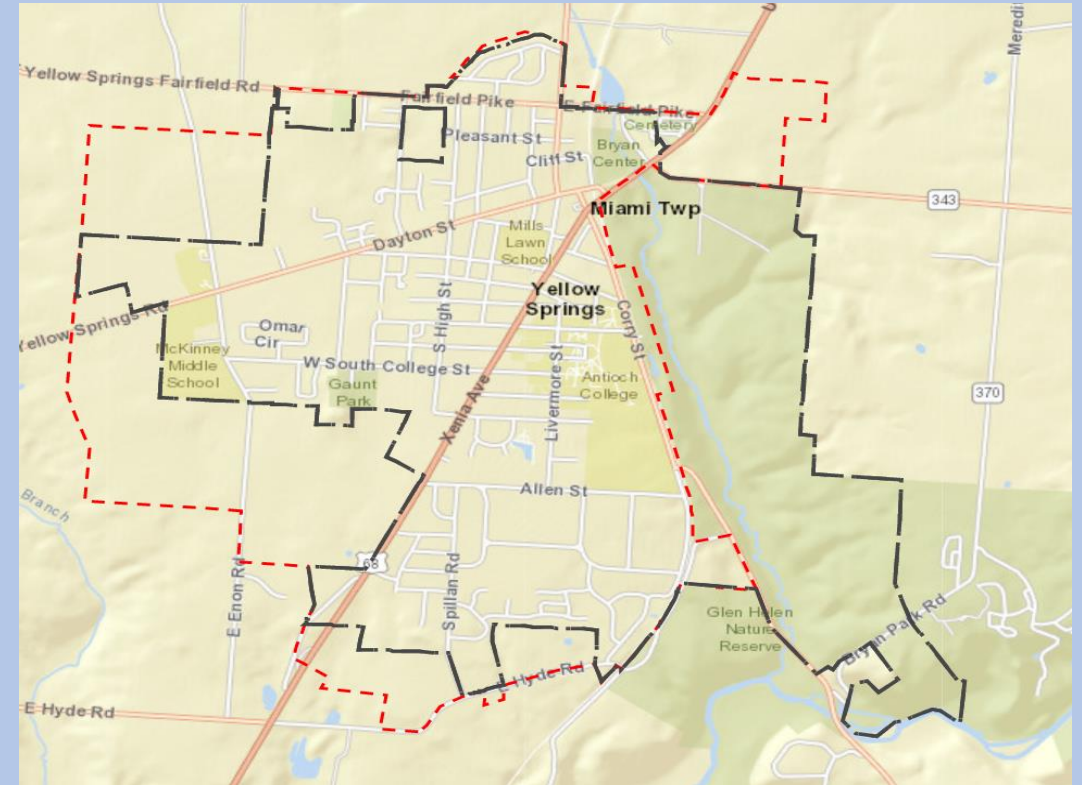 Meredi
Yellow Springs Fairfield Rd
Fairfield Pike
E Fairfield Pike
Cemetery
Pleasant St
Bryan
Center
Cliff St
343
Miami Twp
Mills
Lawn
School
Dayton St
Yellow
Springs
Yellow Springs Rd
S High St
Corry St
Omar
Cir
McKinney
Middle
School
W South College St
Gaunt
Park
Antioch
College
370
Xenia Ave
Livermore St
Allen St
Branch
68
E Enon Rd
Spillan Rd
Glen Helen
Nature
Reserve
Bryan Park Rd
E Hyde Rd
E Hyde Rd